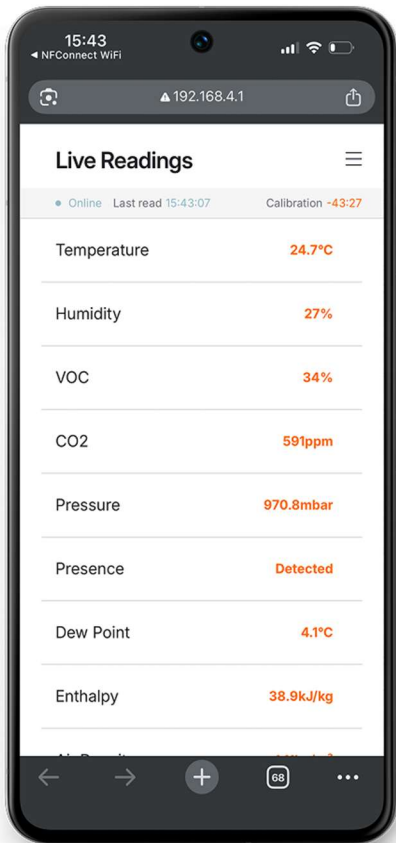 15:43
◀ NFConnect WiFi
192.168.4.1
Live Readings
Online Last read 15:43:07 Calibration -43:27
Temperature 24.7°C
Humidity 27%
VOC 34%
CO2 591ppm
Pressure 970.8mbar
Presence Detected
Dew Point 4.1°C
Enthalpy 38.9kJ/kg
68